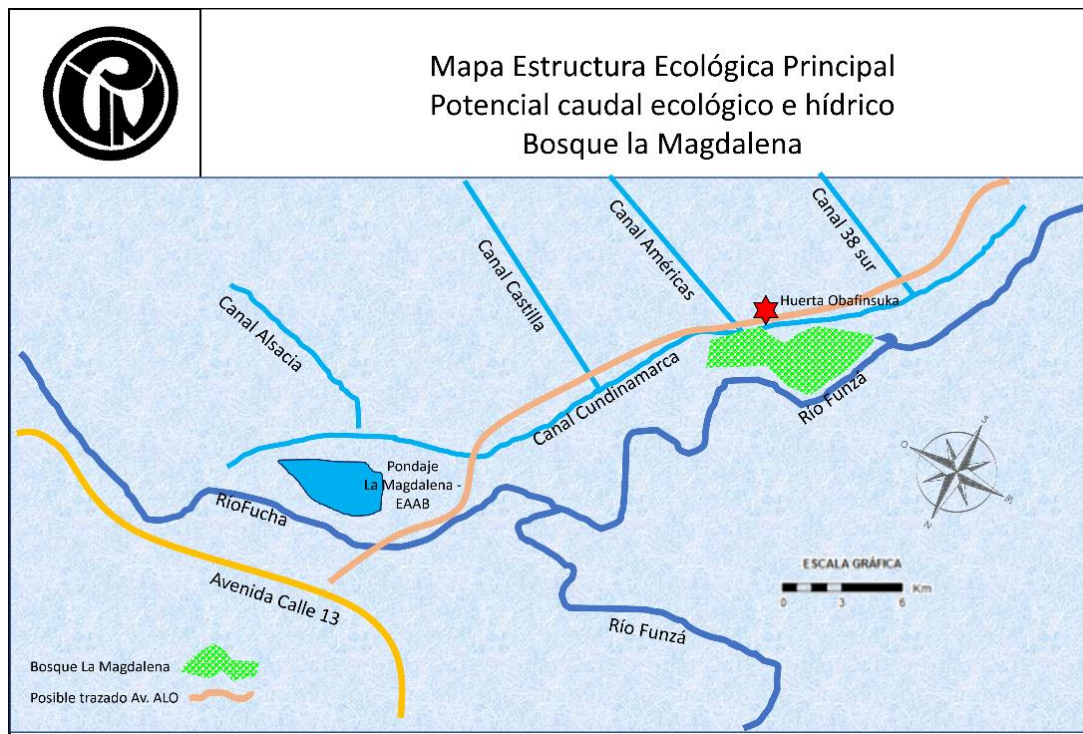 Mapa Estructura Ecológica Principal
Potencial caudal ecológico e hídrico
Bosque la Magdalena
Canal Alsacia
Canal Castilla
Canal Américas
Canal 38 sur
Huerta Obafinsuka
Canal Cundinamarca
Río Funzá
Pondaje
La Magdalena -
EAAB
RíoFucha
Avenida Calle 13
Río Funzá
S
O
M
N
ESCALA GRÁFICA
0 3 6 Km
Bosque La Magdalena
Posible trazado Av. ALO